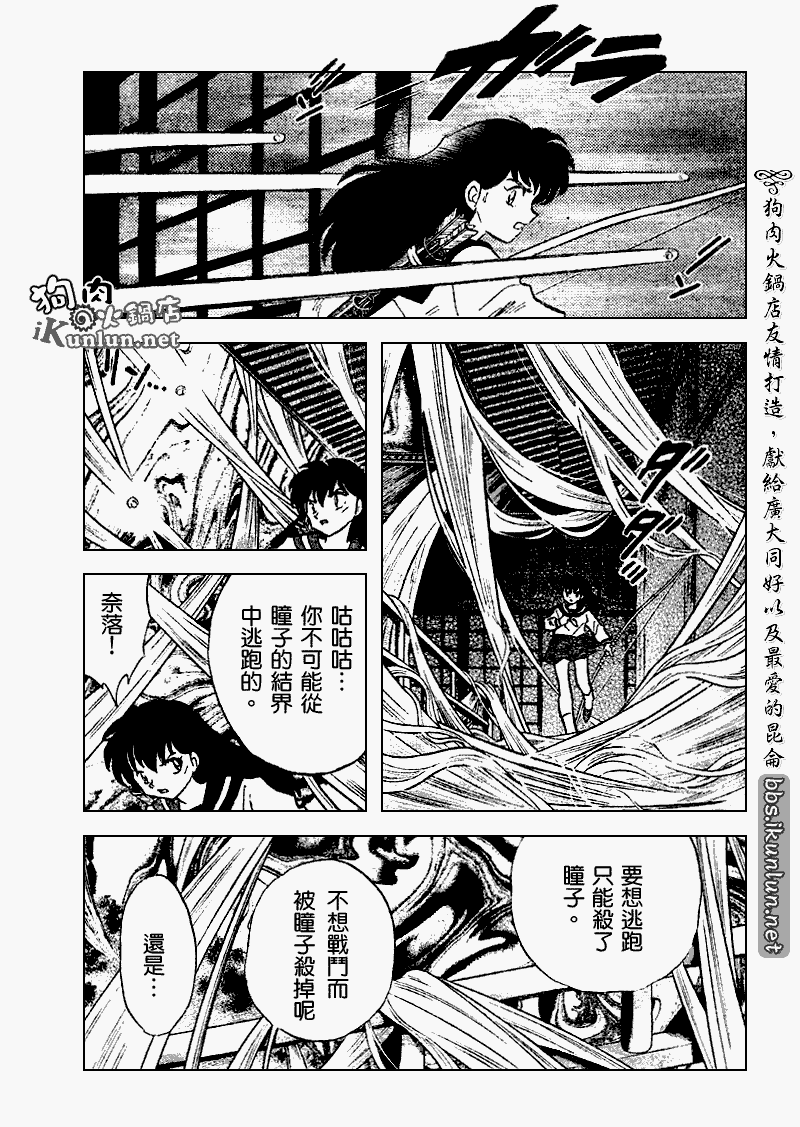 ガラ
狗肉
火鍋店
iKunlun.net
狗肉火鍋店友情打造，獻給廣大同好以及最愛的昆侖
bbs.ikunlun.net
ダダ
咕咕咕…
你不可能從
瞳子的結界
中逃跑的。
奈落！
要想逃跑
只能殺了
瞳子。
不想戰鬥而
被瞳子殺掉呢
還是…